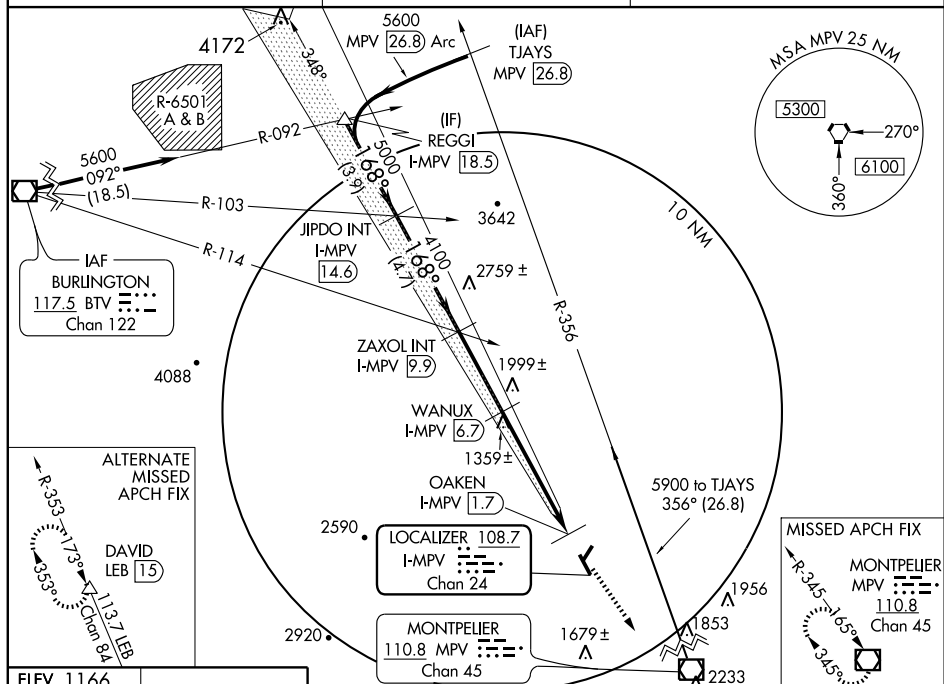 5600
MPV 26.8 Arc
(IAF)
TJAYS
MPV 26.8
4172
348°
R-6501
A & B
MSA MPV 25 NM
5300
270°
6100
360°
R-092
(IF)
REGGI
I-MPV 18.5
5600
092°
(18.5)
5000
168°
(3.9)
R-103
3642
10 NM
JIPDO INT
I-MPV
14.6
4100
168°
(4.7)
R-114
2759 ±
IAF
BURLINGTON
117.5 BTV
Chan 122
R-356
ZAXOL INT
I-MPV 9.9
1999 ±
4088
WANUX
I-MPV 6.7
1359 ±
ALTERNATE
MISSED
APCH FIX
R-353
173°
353°
DAVID
LEB 15
113.7 LEB
Chan 84
OAKEN
I-MPV 1.7
5900 to TJAYS
356° (26.8)
2590
LOCALIZER 108.7
I-MPV
Chan 24
MISSED APCH FIX
MONTPELIER
MPV
110.8
Chan 45
R-345
165°
345°
1956
1853
2920
MONTPELIER
110.8 MPV
Chan 45
1679 ±
2233
ELEV 1166